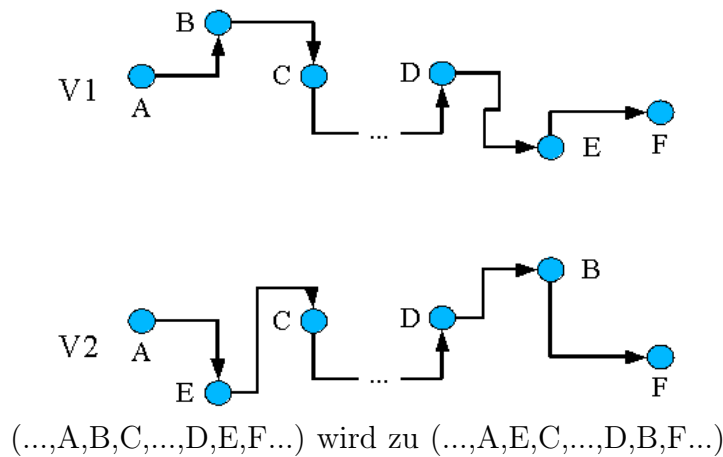 B
C
D
V1
A
...
E
F
B
C
D
V2
A
...
E
F
(...,A,B,C,...,D,E,F...) wird zu (...,A,E,C,...,D,B,F...)